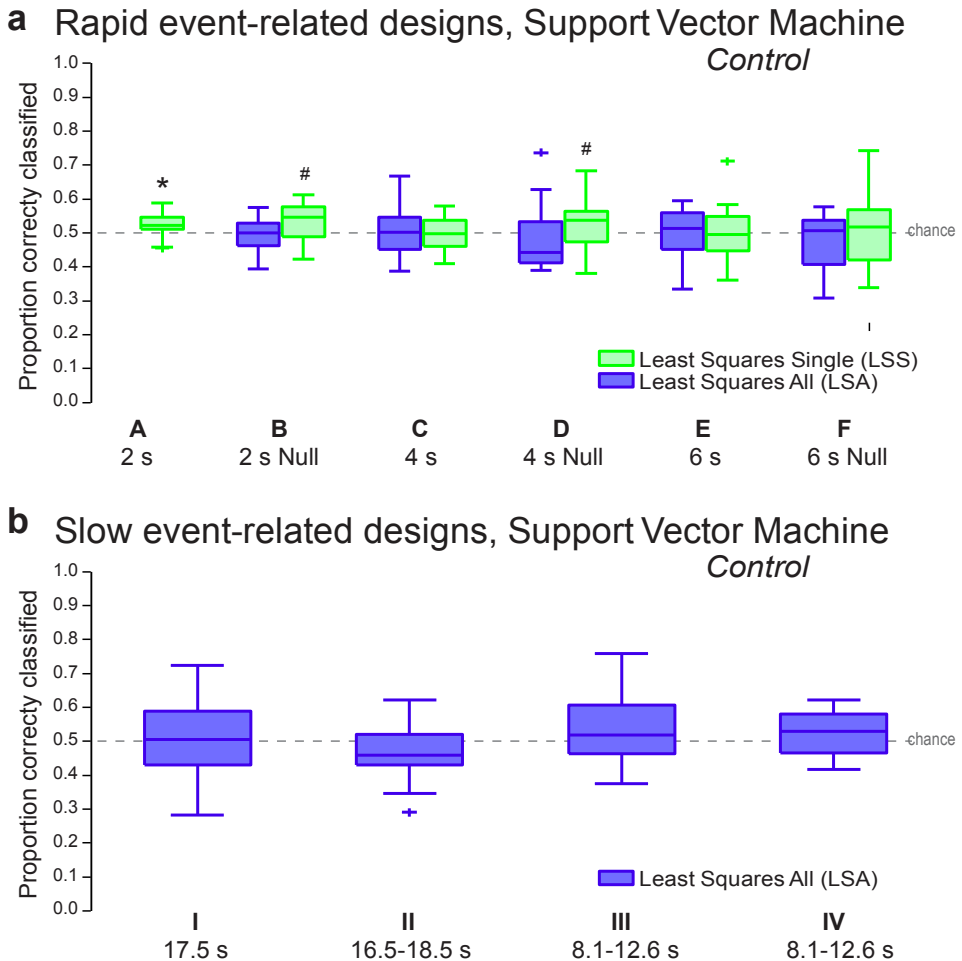 a Rapid event-related designs, Support Vector Machine
Control
Proportion correcty classified
1.0
0.9
0.8
0.7
0.6
0.5
0.4
0.3
0.2
0.1
0.0
*
#
#
chance
Least Squares Single (LSS)
Least Squares All (LSA)
A B C D E F
2 s 2 s Null 4 s 4 s Null 6 s 6 s Null
b Slow event-related designs, Support Vector Machine
Control
Proportion correcty classified
1.0
0.9
0.8
0.7
0.6
0.5
0.4
0.3
0.2
0.1
0.0
chance
Least Squares All (LSA)
I II III IV
17.5 s 16.5-18.5 s 8.1-12.6 s 8.1-12.6 s